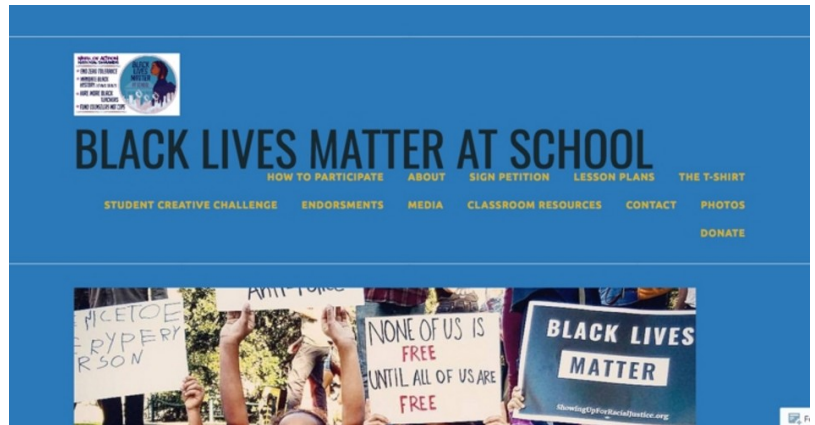 BLACK LIVES MATTER AT SCHOOL
HOW TO PARTICIPATE ABOUT SIGN PETITION LESSON PLANS THE T-SHIRT
STUDENT CREATIVE CHALLENGE ENDORSMENTS MEDIA CLASSROOM RESOURCES CONTACT PHOTOS
DONATE
NONE OF US IS
FREE
UNTIL ALL OF US ARE
FREE
BLACK LIVES
MATTER
ShowingUpForRacialJustice.org